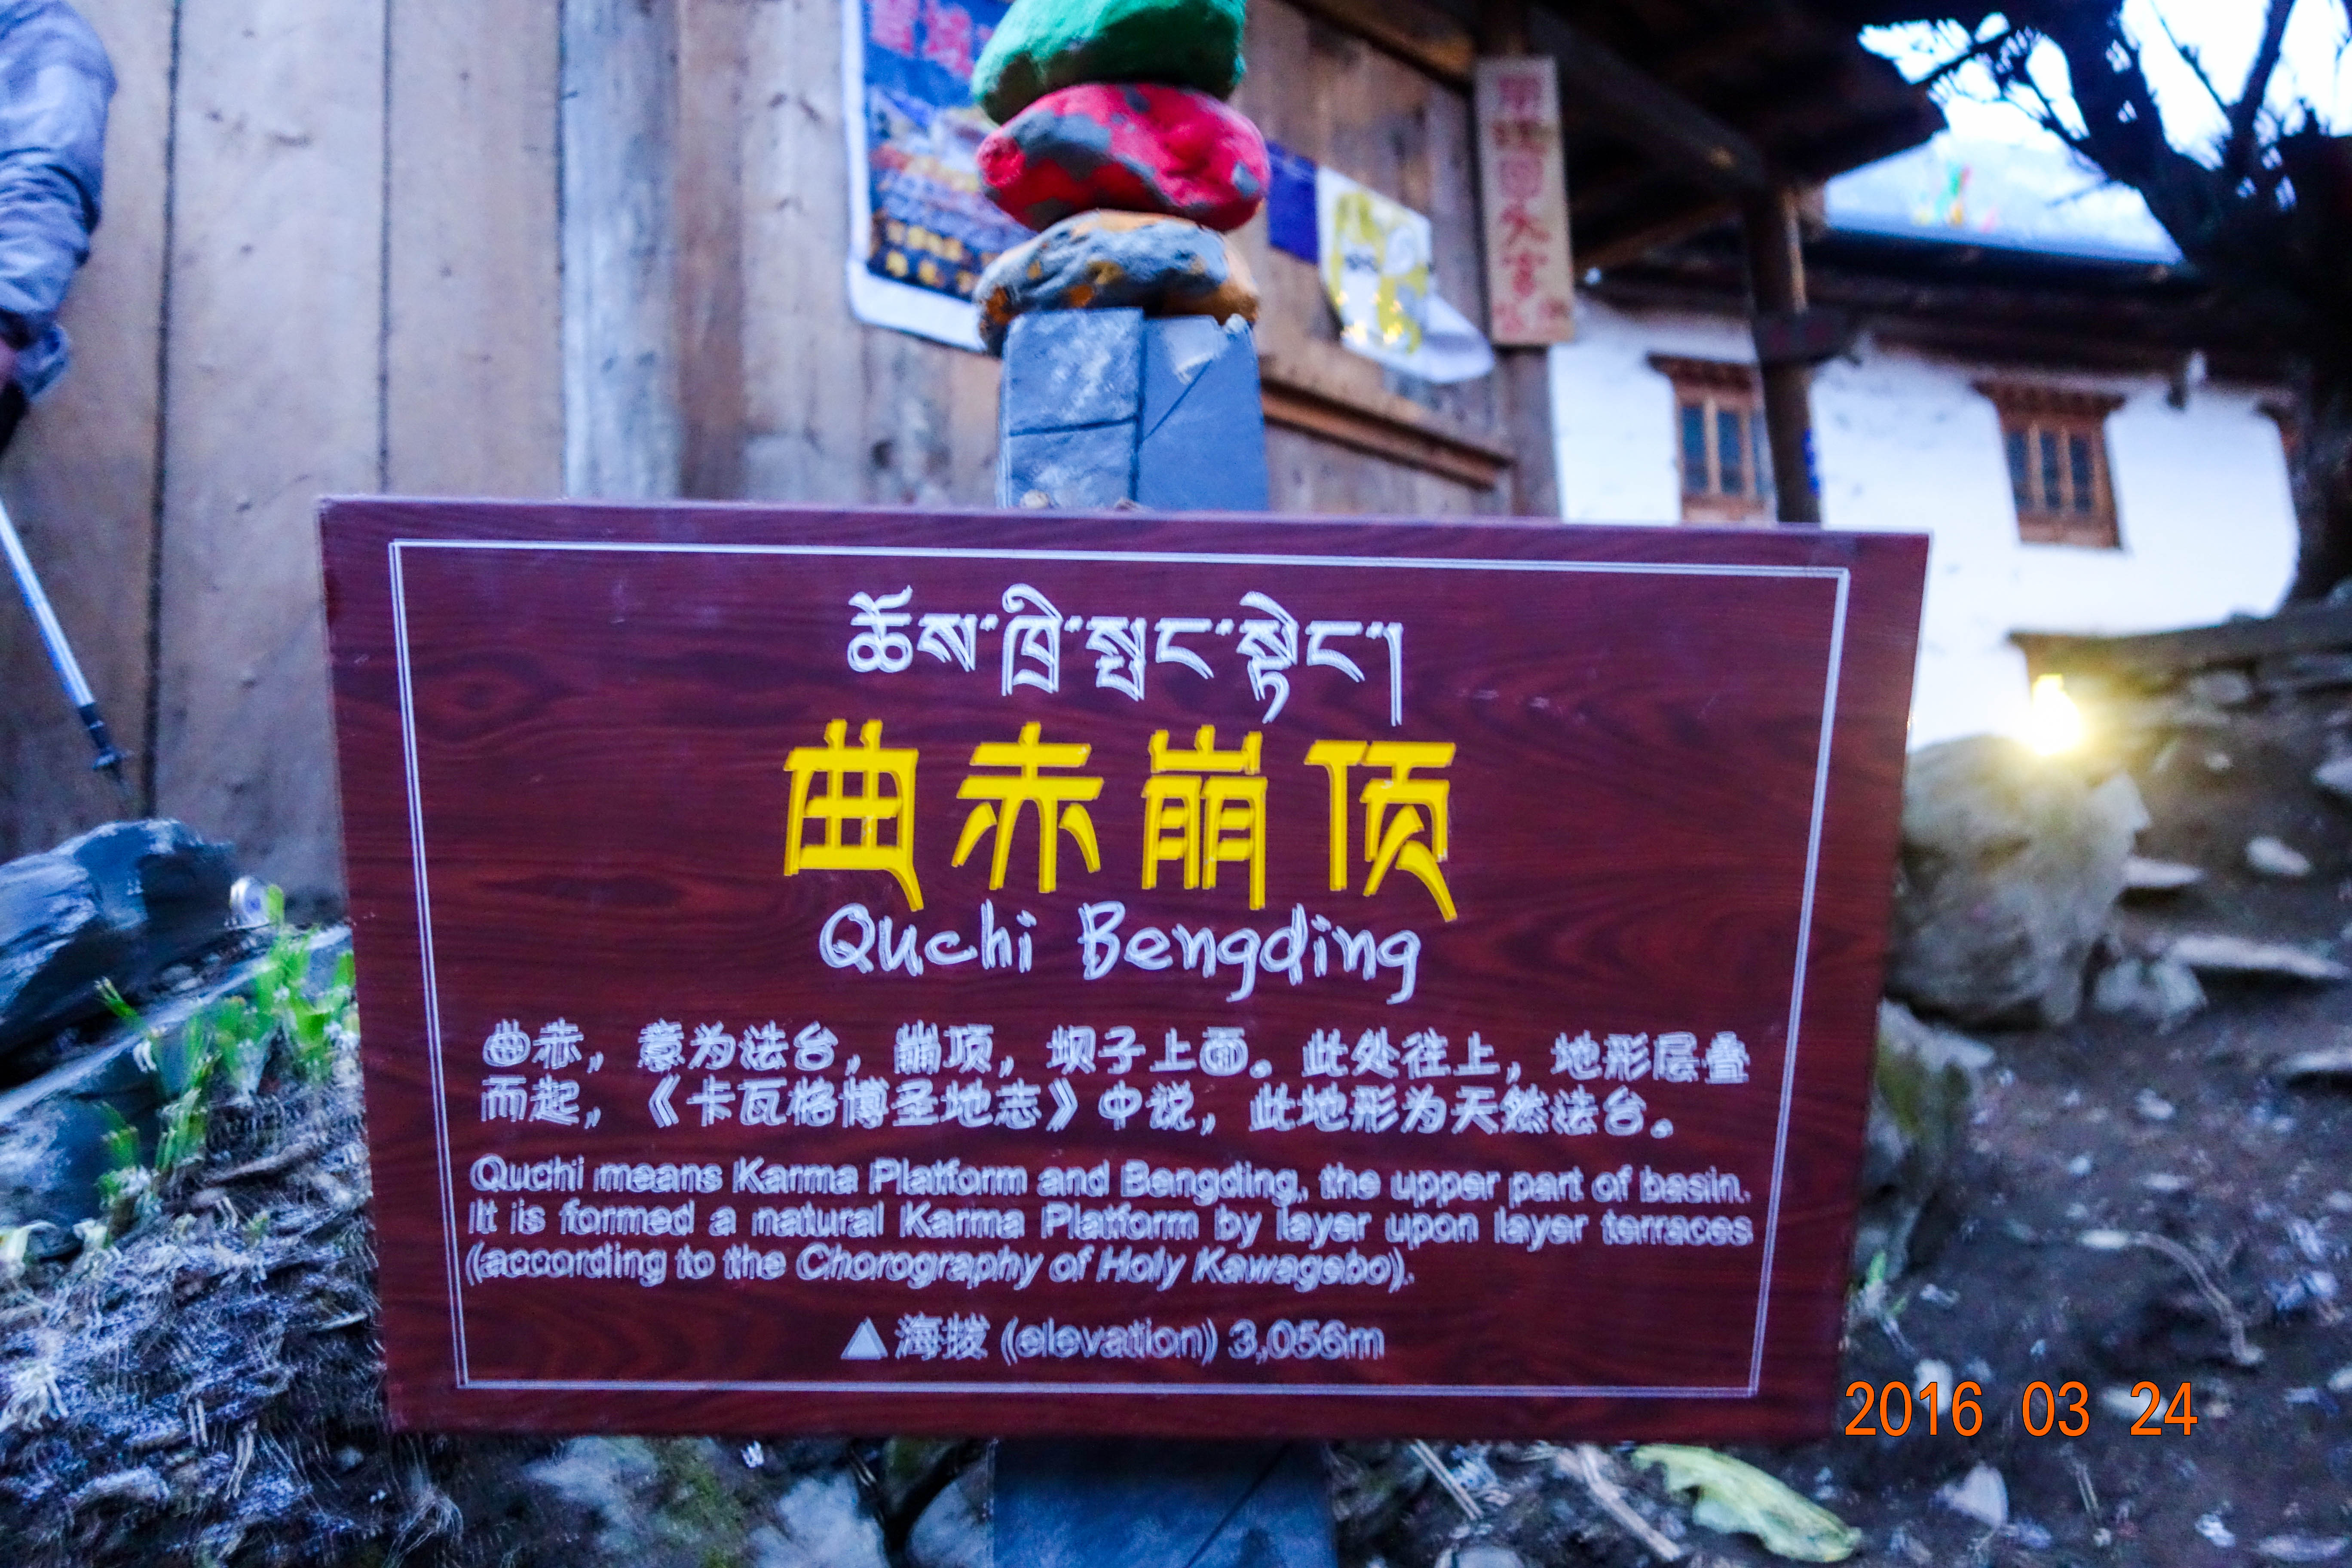 ཆོས་ཁྲི་སྤང་སྟེང་།
曲赤崩顶
Quchi Bengding
曲赤，意为法台，崩顶，坝子上面。此处往上，地形层叠
而起，《卡瓦格博圣地志》中说，此地形为天然法台。
Quchi means Karma Platform and Bengding, the upper part of basin.
It is formed a natural Karma Platform by layer upon layer terraces
(according to the Chorography of Holy Kawagebo).
▲海拔 (elevation) 3,056m
2016 03 24